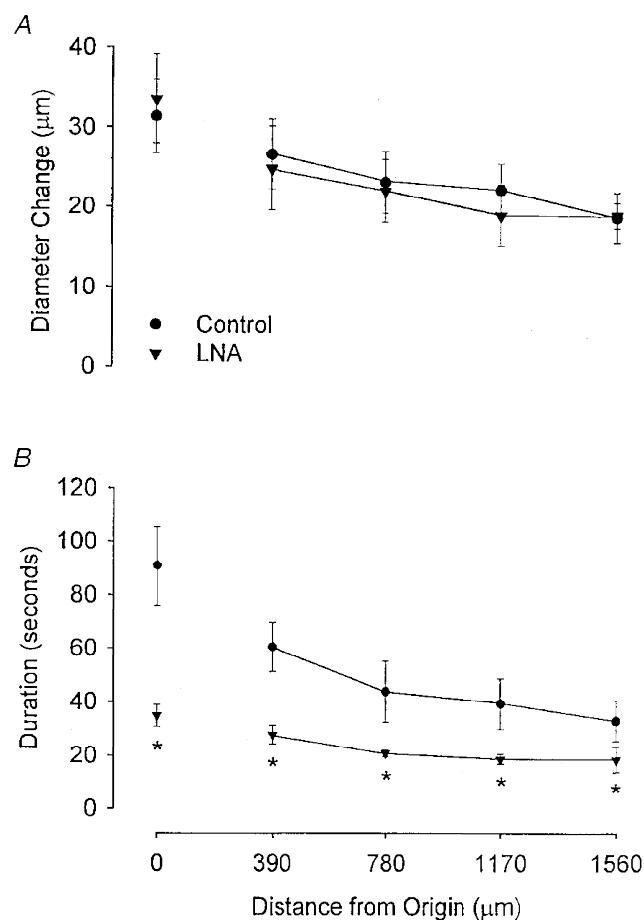 A
Diameter Change (μm)
40
30
20
10
0
Control
LNA
B
Duration (seconds)
120
100
80
60
40
20
0
* * * * *
0 390 780 1170 1560
Distance from Origin (μm)